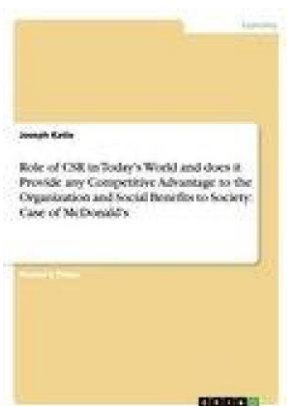 Joseph Katie
Role of CSR in Today's World and does it
Provide any Competitive Advantage to the
Organization and Social Benefits to Society:
Case of McDonald's